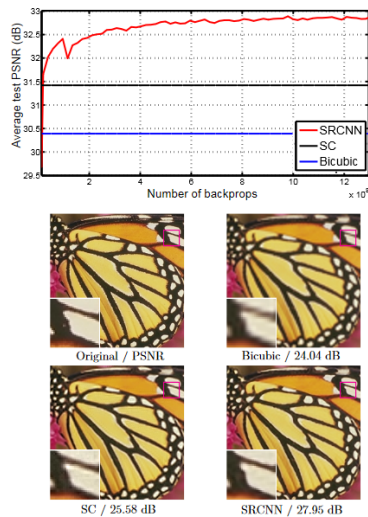 33
32.5
32
31.5
31
30.5
30
29.5
Average test PSNR (dB)
SRCNN
SC
Bicubic
2 4 6 8 10 12
Number of backprops
Original / PSNR
Bicubic / 24.04 dB
SC / 25.58 dB
SRCNN / 27.95 dB